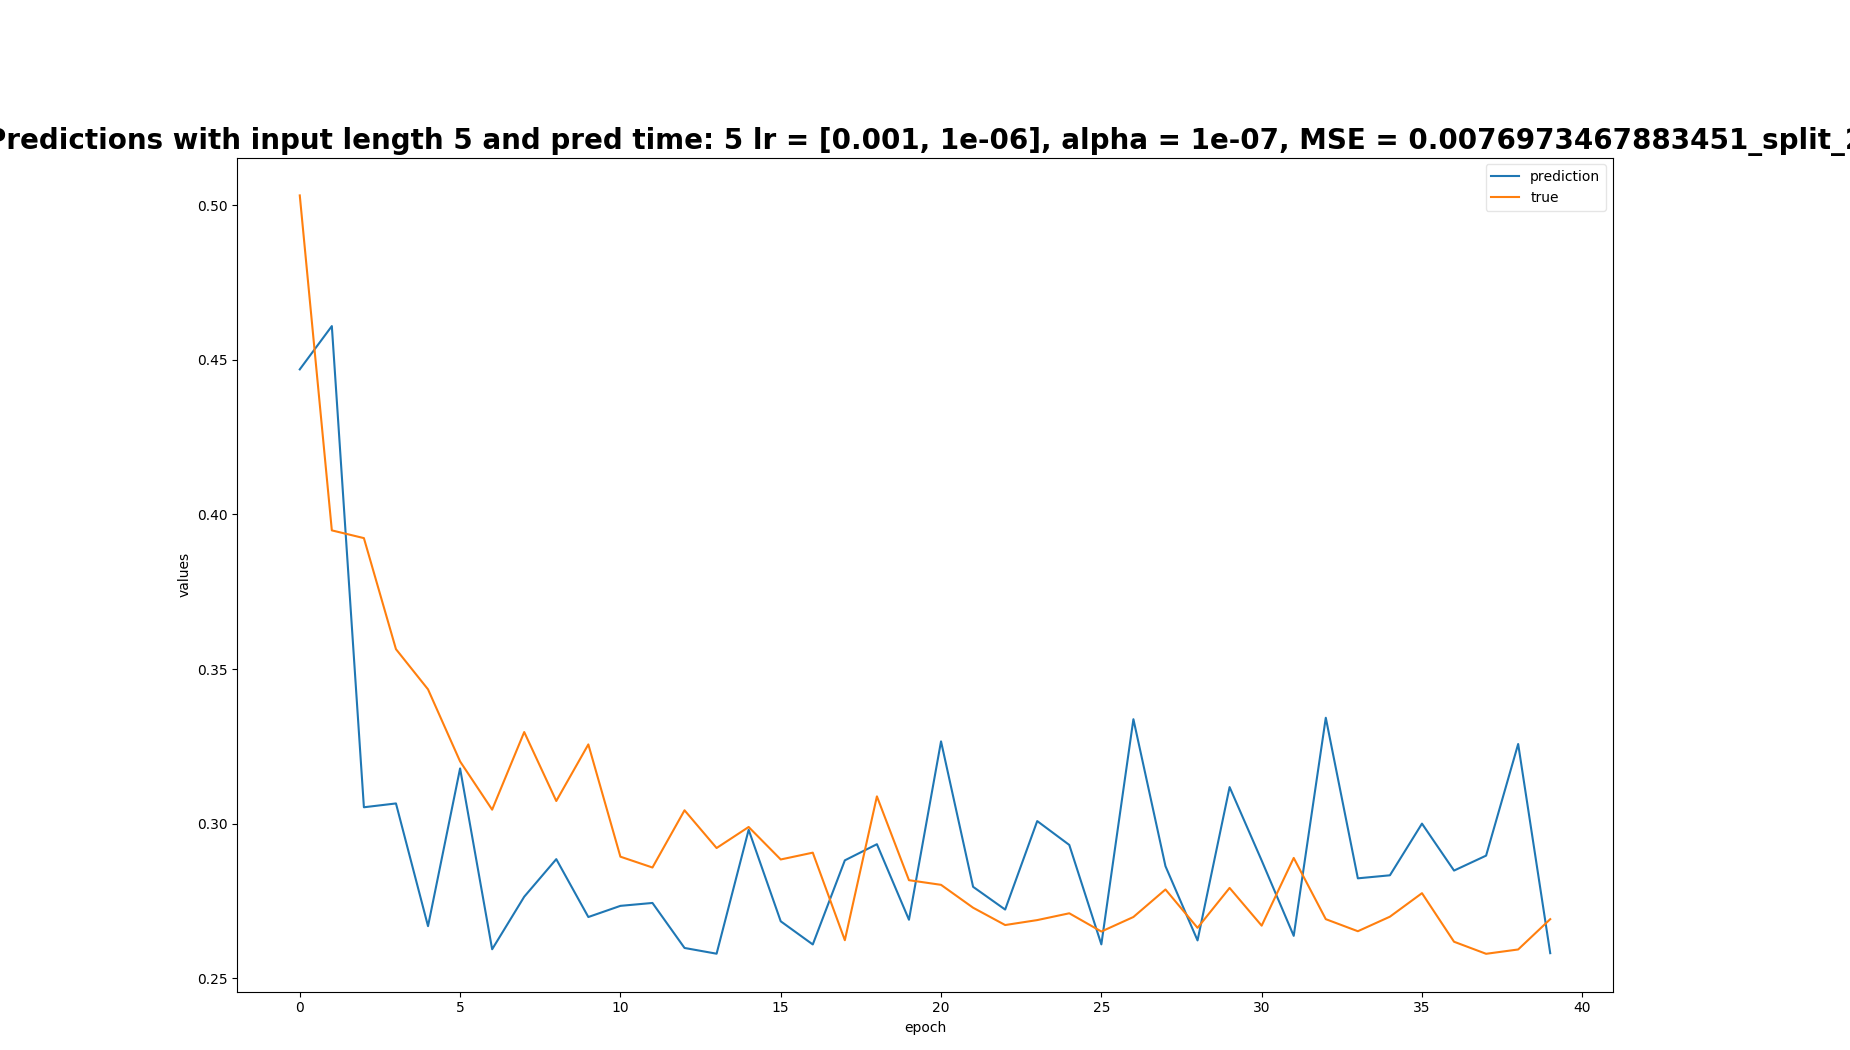 Predictions with input length 5 and pred time: 5 lr = [0.001, 1e-06], alpha = 1e-07, MSE = 0.0076973467883451_split_2
prediction
true
0.50
0.45
0.40
0.35
0.30
0.25
values
0 5 10 15 20 25 30 35 40
epoch